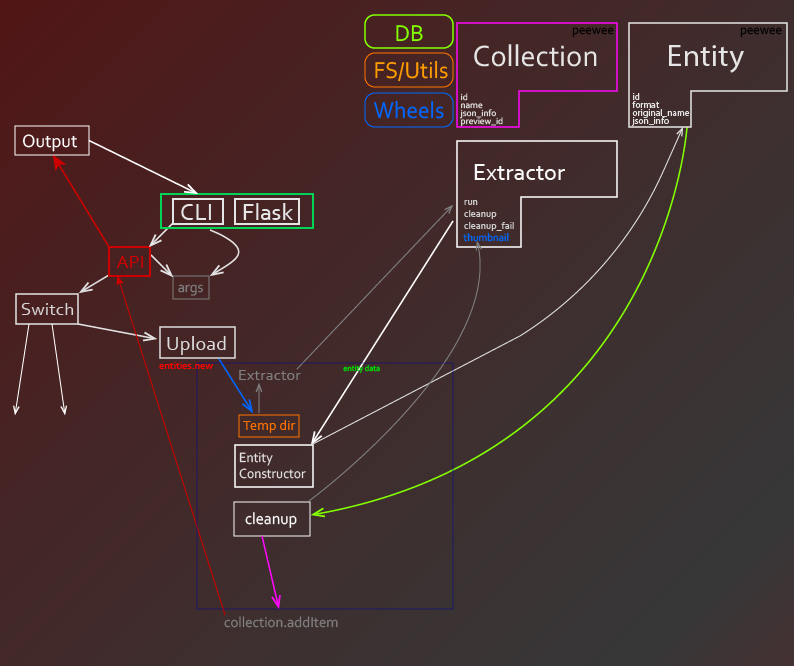 DB
FS/Utils
Wheels
peewee
Collection
id
name
json_info
preview_id
peewee
Entity
id
format
original_name
json_info
Output
CLI
Flask
Extractor
run
cleanup
cleanup_fail
thumbnail
API
args
Switch
Upload
entities.new
Extractor
entity data
Temp dir
Entity
Constructor
cleanup
collection.addItem